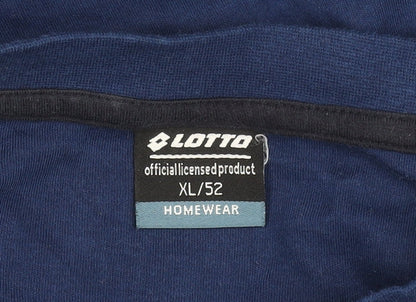 LOTTO
officiallicensedproduct
XL/52
HOMEWEAR